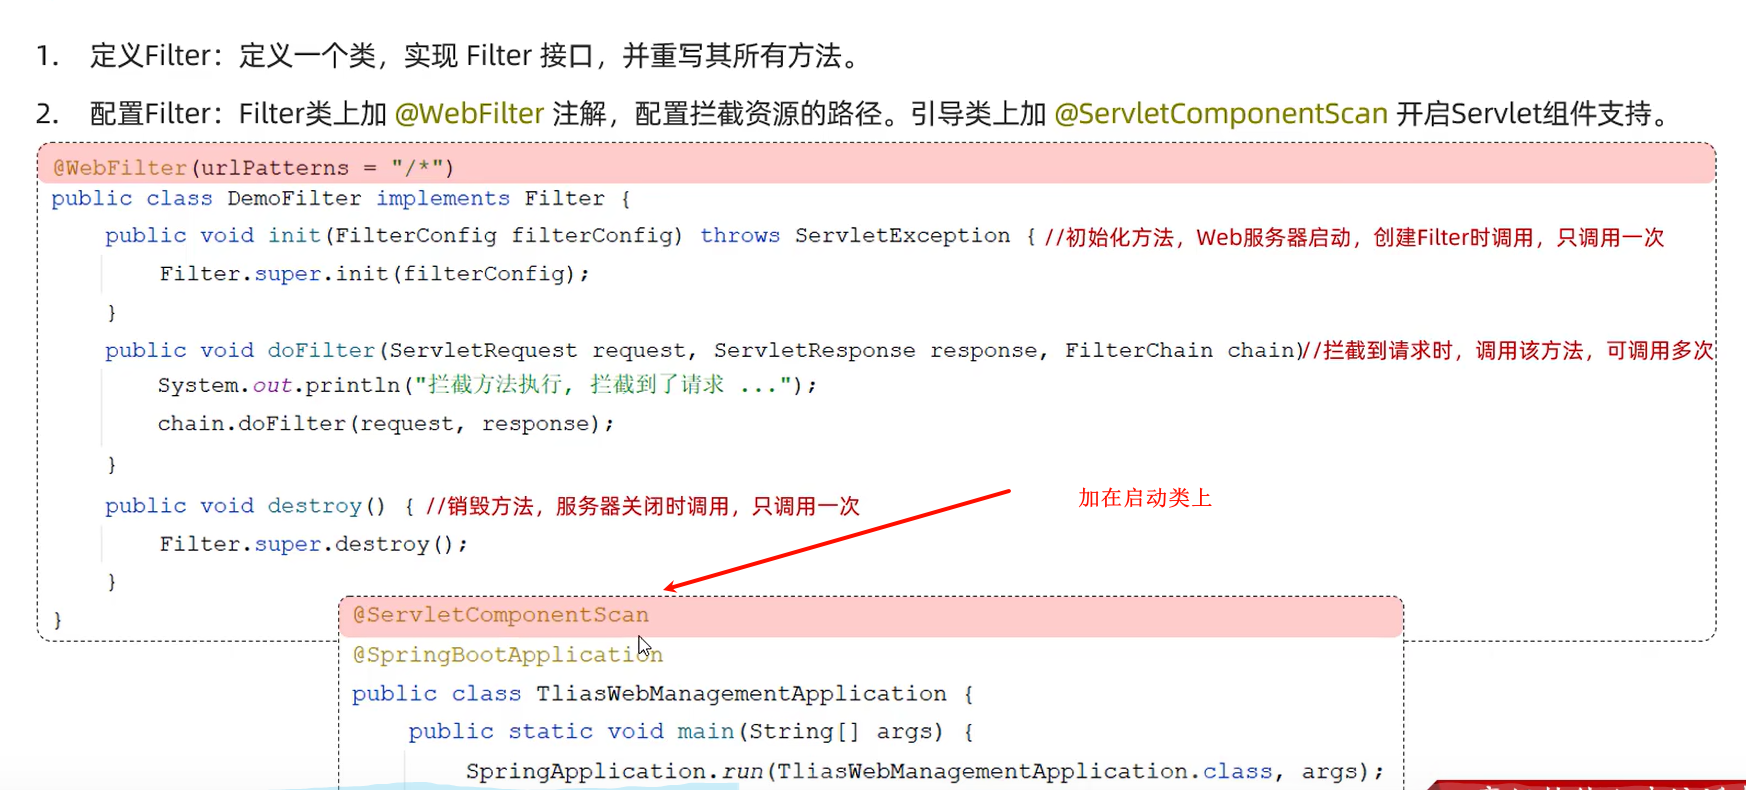 1. 定义Filter：定义一个类，实现 Filter 接口，并重写其所有方法。
2. 配置Filter：Filter类上加 @WebFilter 注解，配置拦截资源的路径。引导类上加 @ServletComponentScan 开启Servlet组件支持。
@WebFilter(urlPatterns = "/*")
public class DemoFilter implements Filter {
public void init(FilterConfig filterConfig) throws ServletException { //初始化方法，Web服务器启动，创建Filter时调用，只调用一次
Filter.super.init(filterConfig);
}
public void doFilter(ServletRequest request, ServletResponse response, FilterChain chain)//拦截到请求时，调用该方法，可调用多次
System.out.println("拦截方法执行, 拦截到了请求 ...");
chain.doFilter(request, response);
}
public void destroy() { //销毁方法，服务器关闭时调用，只调用一次
加在启动类上
Filter.super.destroy();
}
}
@ServletComponentScan
@SpringBootApplication
public class TliasWebManagementApplication {
public static void main(String[] args) {
SpringApplication.run(TliasWebManagementApplication.class, args);